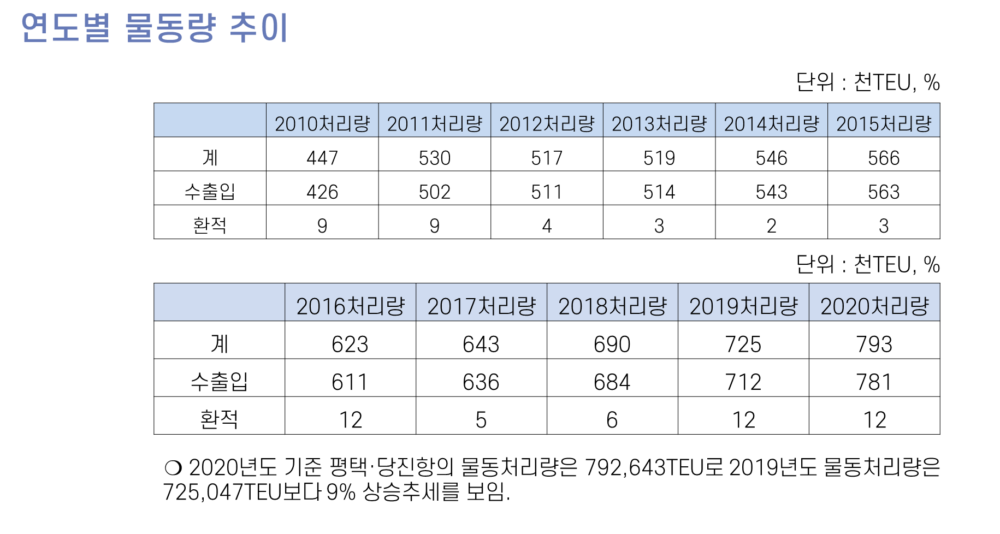 연도별 물동량 추이
단위 : 천TEU, %
2010처리량 2011처리량 2012처리량 2013처리량 2014처리량 2015처리량
계 447 530 517 519 546 566
수출입 426 502 511 514 543 563
환적 9 9 4 3 2 3
단위 : 천TEU, %
2016처리량 2017처리량 2018처리량 2019처리량 2020처리량
계 623 643 690 725 793
수출입 611 636 684 712 781
환적 12 5 6 12 12
❍ 2020년도 기준 평택·당진항의 물동처리량은 792,643TEU로 2019년도 물동처리량은
725,047TEU보다 9% 상승추세를 보임.